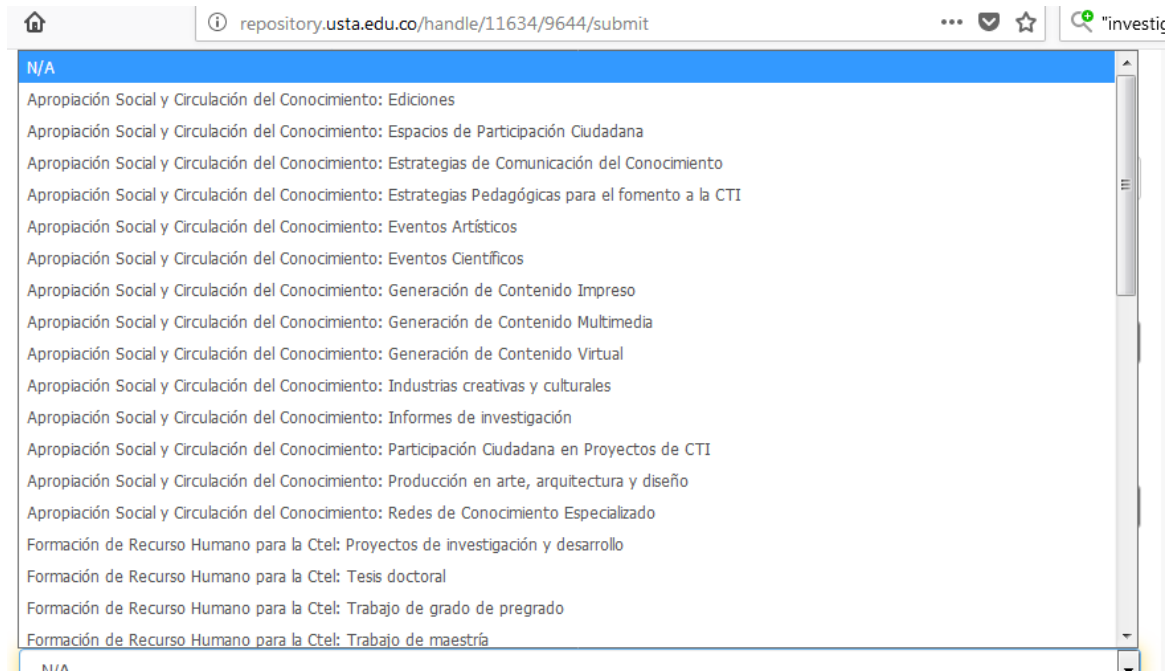 repository.usta.edu.co/handle/11634/9644/submit
"investig
N/A
Apropiación Social y Circulación del Conocimiento: Ediciones
Apropiación Social y Circulación del Conocimiento: Espacios de Participación Ciudadana
Apropiación Social y Circulación del Conocimiento: Estrategias de Comunicación del Conocimiento
Apropiación Social y Circulación del Conocimiento: Estrategias Pedagógicas para el fomento a la CTI
Apropiación Social y Circulación del Conocimiento: Eventos Artísticos
Apropiación Social y Circulación del Conocimiento: Eventos Científicos
Apropiación Social y Circulación del Conocimiento: Generación de Contenido Impreso
Apropiación Social y Circulación del Conocimiento: Generación de Contenido Multimedia
Apropiación Social y Circulación del Conocimiento: Generación de Contenido Virtual
Apropiación Social y Circulación del Conocimiento: Industrias creativas y culturales
Apropiación Social y Circulación del Conocimiento: Informes de investigación
Apropiación Social y Circulación del Conocimiento: Participación Ciudadana en Proyectos de CTI
Apropiación Social y Circulación del Conocimiento: Producción en arte, arquitectura y diseño
Apropiación Social y Circulación del Conocimiento: Redes de Conocimiento Especializado
Formación de Recurso Humano para la Ctel: Proyectos de investigación y desarrollo
Formación de Recurso Humano para la Ctel: Tesis doctoral
Formación de Recurso Humano para la Ctel: Trabajo de grado de pregrado
Formación de Recurso Humano para la Ctel: Trabajo de maestría
N/A